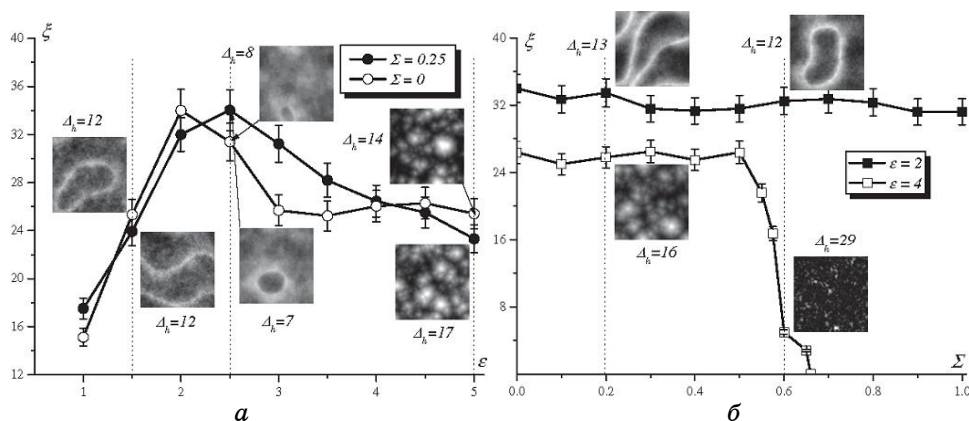 ξ
40
36
32
28
24
20
16
12
1
2
3
4
5
ε
Σ = 0.25
Σ = 0
Δh=8
Δh=12
Δh=14
Δh=12
Δh=7
Δh=17
а
ξ
40
32
24
16
8
0.0
0.2
0.4
0.6
0.8
1.0
Σ
Δh=13
Δh=12
ε = 2
ε = 4
Δh=16
Δh=29
б